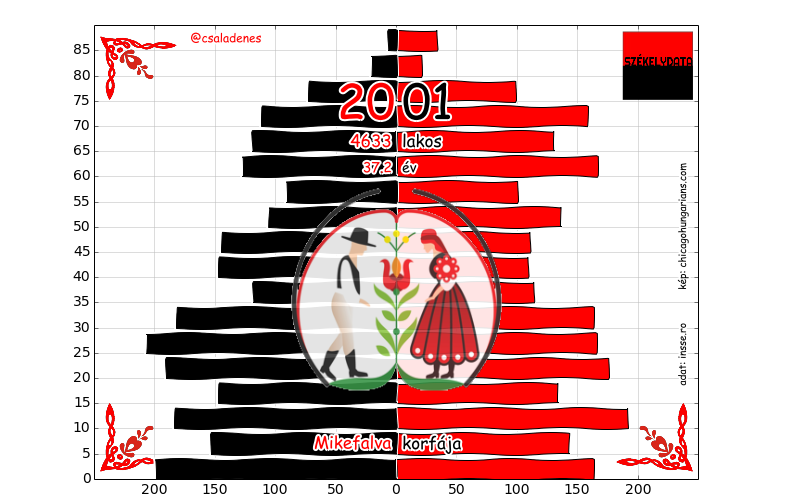 @csaladenes
SZÉKELYDATA
2001
4633 lakos
37.2 év
kép: chicagohungarians.com
adat: insse.ro
Mikefalva korfája
85
80
75
70
65
60
55
50
45
40
35
30
25
20
15
10
5
0
200 150 100 50 0 50 100 150 200